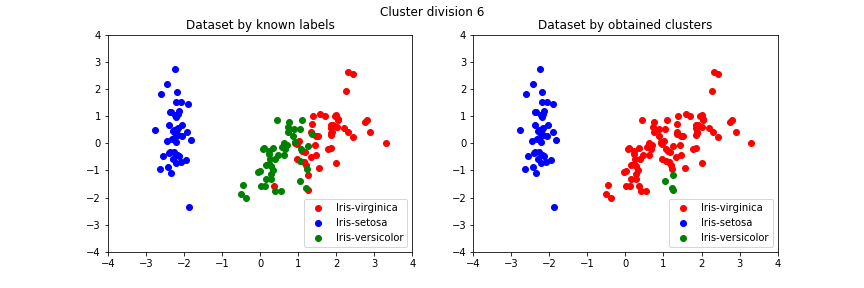 Cluster division 6
Dataset by known labels
4
3
2
1
0
−1
−2
−3
−4
−4 −3 −2 −1 0 1 2 3 4
Iris-virginica
Iris-setosa
Iris-versicolor
Dataset by obtained clusters
4
3
2
1
0
−1
−2
−3
−4
−4 −3 −2 −1 0 1 2 3 4
Iris-virginica
Iris-setosa
Iris-versicolor